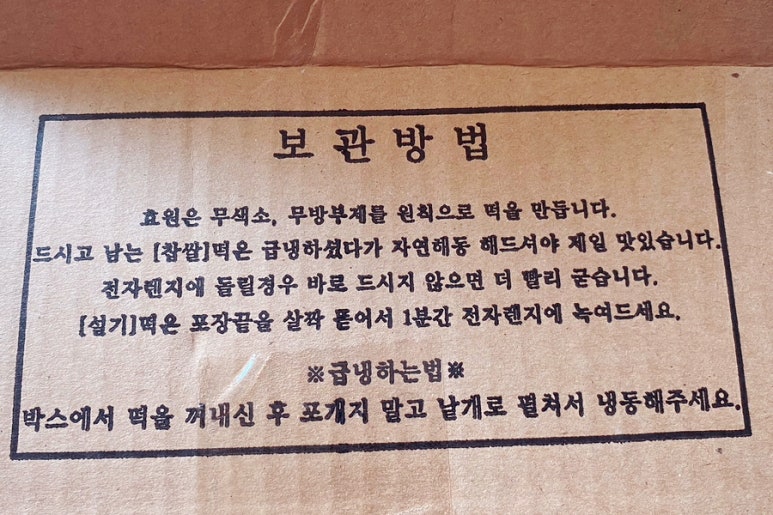 보관방법
효원은 무색소, 무방부제를 원칙으로 떡을 만듭니다.
드시고 남는 [찹쌀]떡은 급냉하셨다가 자연해동 해드셔야 제일 맛있습니다.
전자렌지에 돌릴경우 바로 드시지 않으면 더 빨리 굳습니다.
[설기]떡은 포장끝을 살짝 뜯어서 1분간 전자렌지에 녹여드세요.
※급냉하는법※
박스에서 떡을 꺼내신 후 포개지 말고 낱개로 펼쳐서 냉동해주세요.